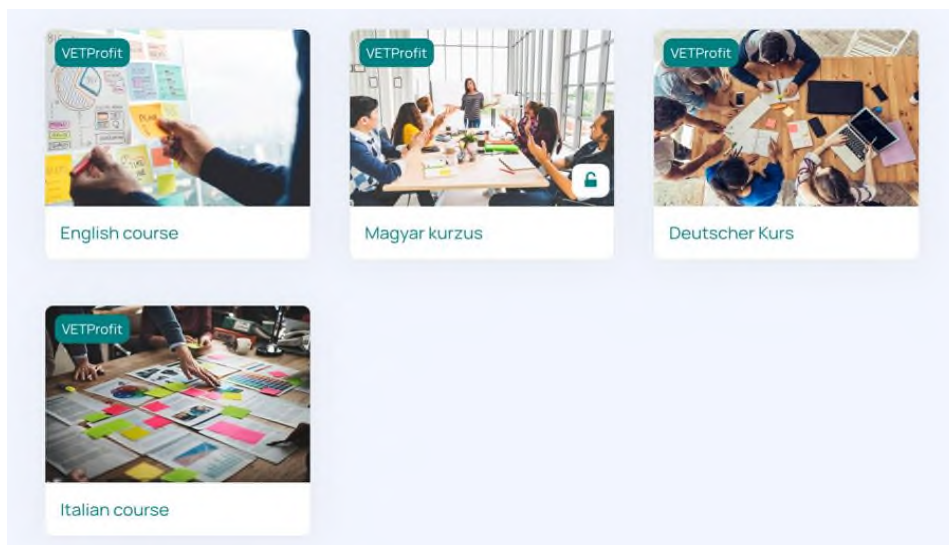 VETProfit
VETProfit
VETProfit
English course
Magyar kurzus
Deutscher Kurs
VETProfit
Italian course